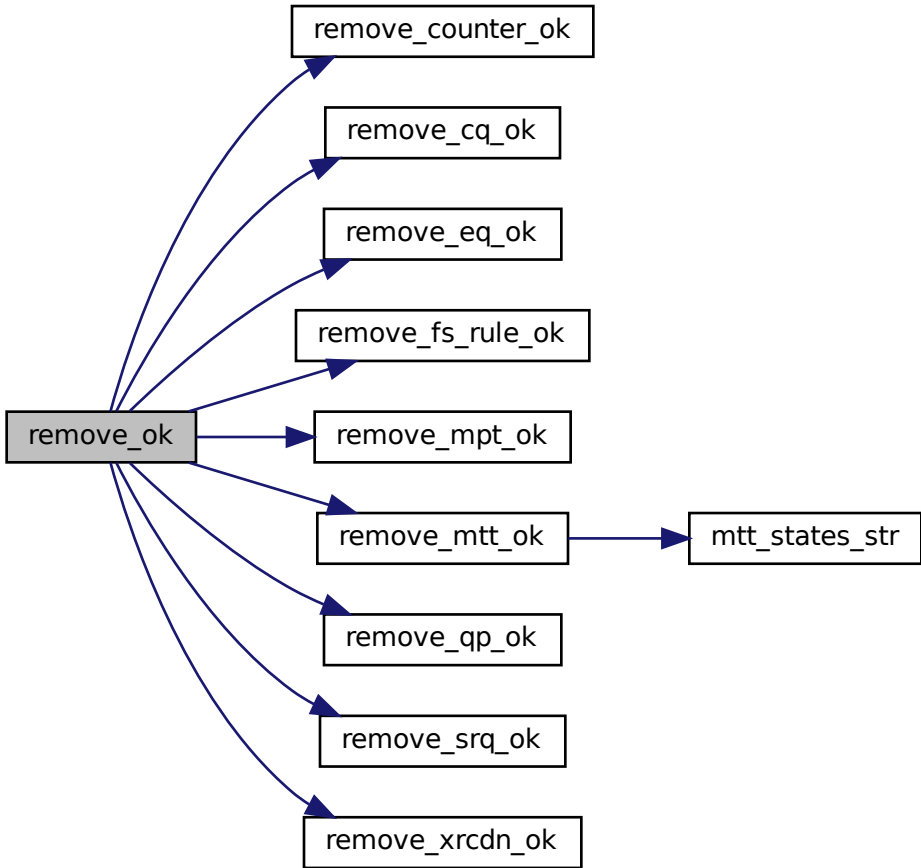 remove_counter_ok
remove_cq_ok
remove_eq_ok
remove_fs_rule_ok
remove_ok
remove_mpt_ok
remove_mtt_ok
mtt_states_str
remove_qp_ok
remove_srq_ok
remove_xrcdn_ok